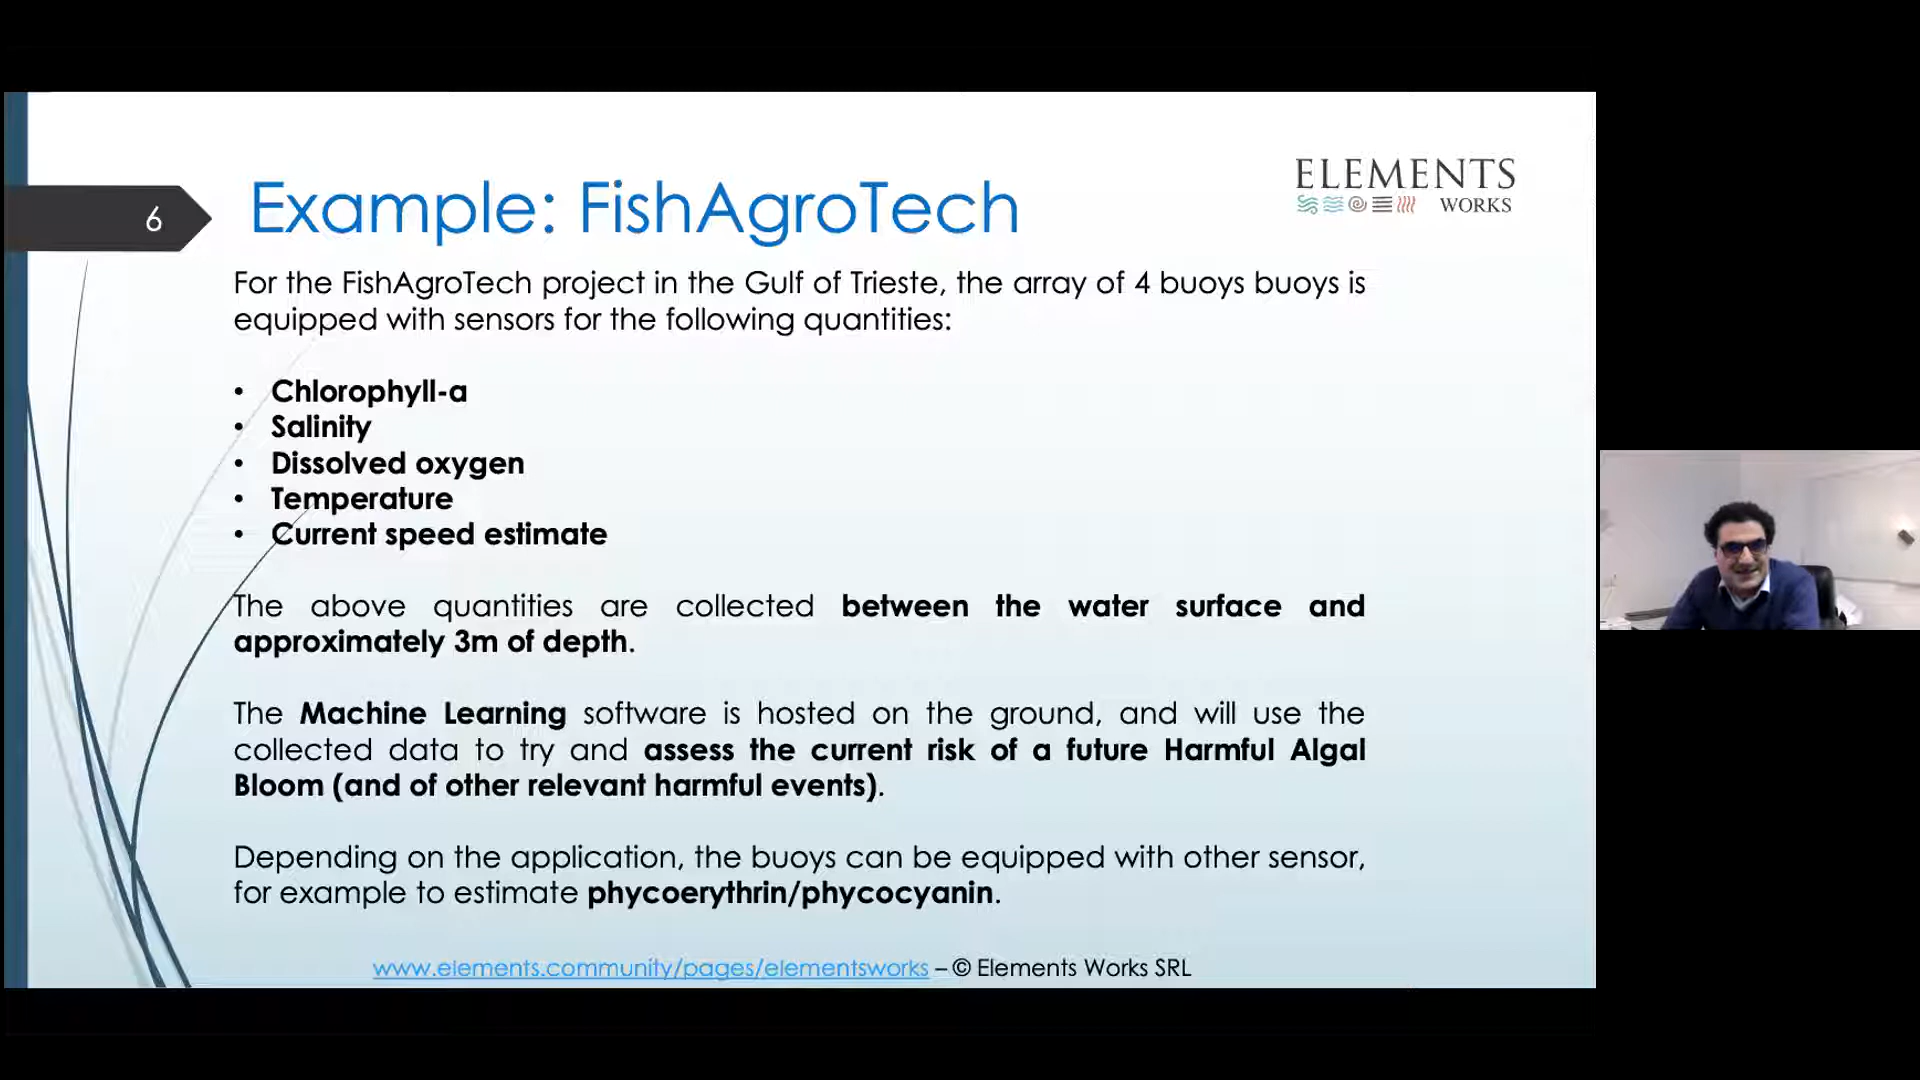 ELEMENTS
WORKS
6
Example: FishAgroTech
For the FishAgroTech project in the Gulf of Trieste, the array of 4 buoys buoys is
equipped with sensors for the following quantities:
• Chlorophyll-a
• Salinity
• Dissolved oxygen
• Temperature
• Current speed estimate
The above quantities are collected between the water surface and
approximately 3m of depth.
The Machine Learning software is hosted on the ground, and will use the
collected data to try and assess the current risk of a future Harmful Algal
Bloom (and of other relevant harmful events).
Depending on the application, the buoys can be equipped with other sensor,
for example to estimate phycoerythrin/phycocyanin.
www.elements.community/pages/elementsworks – © Elements Works SRL